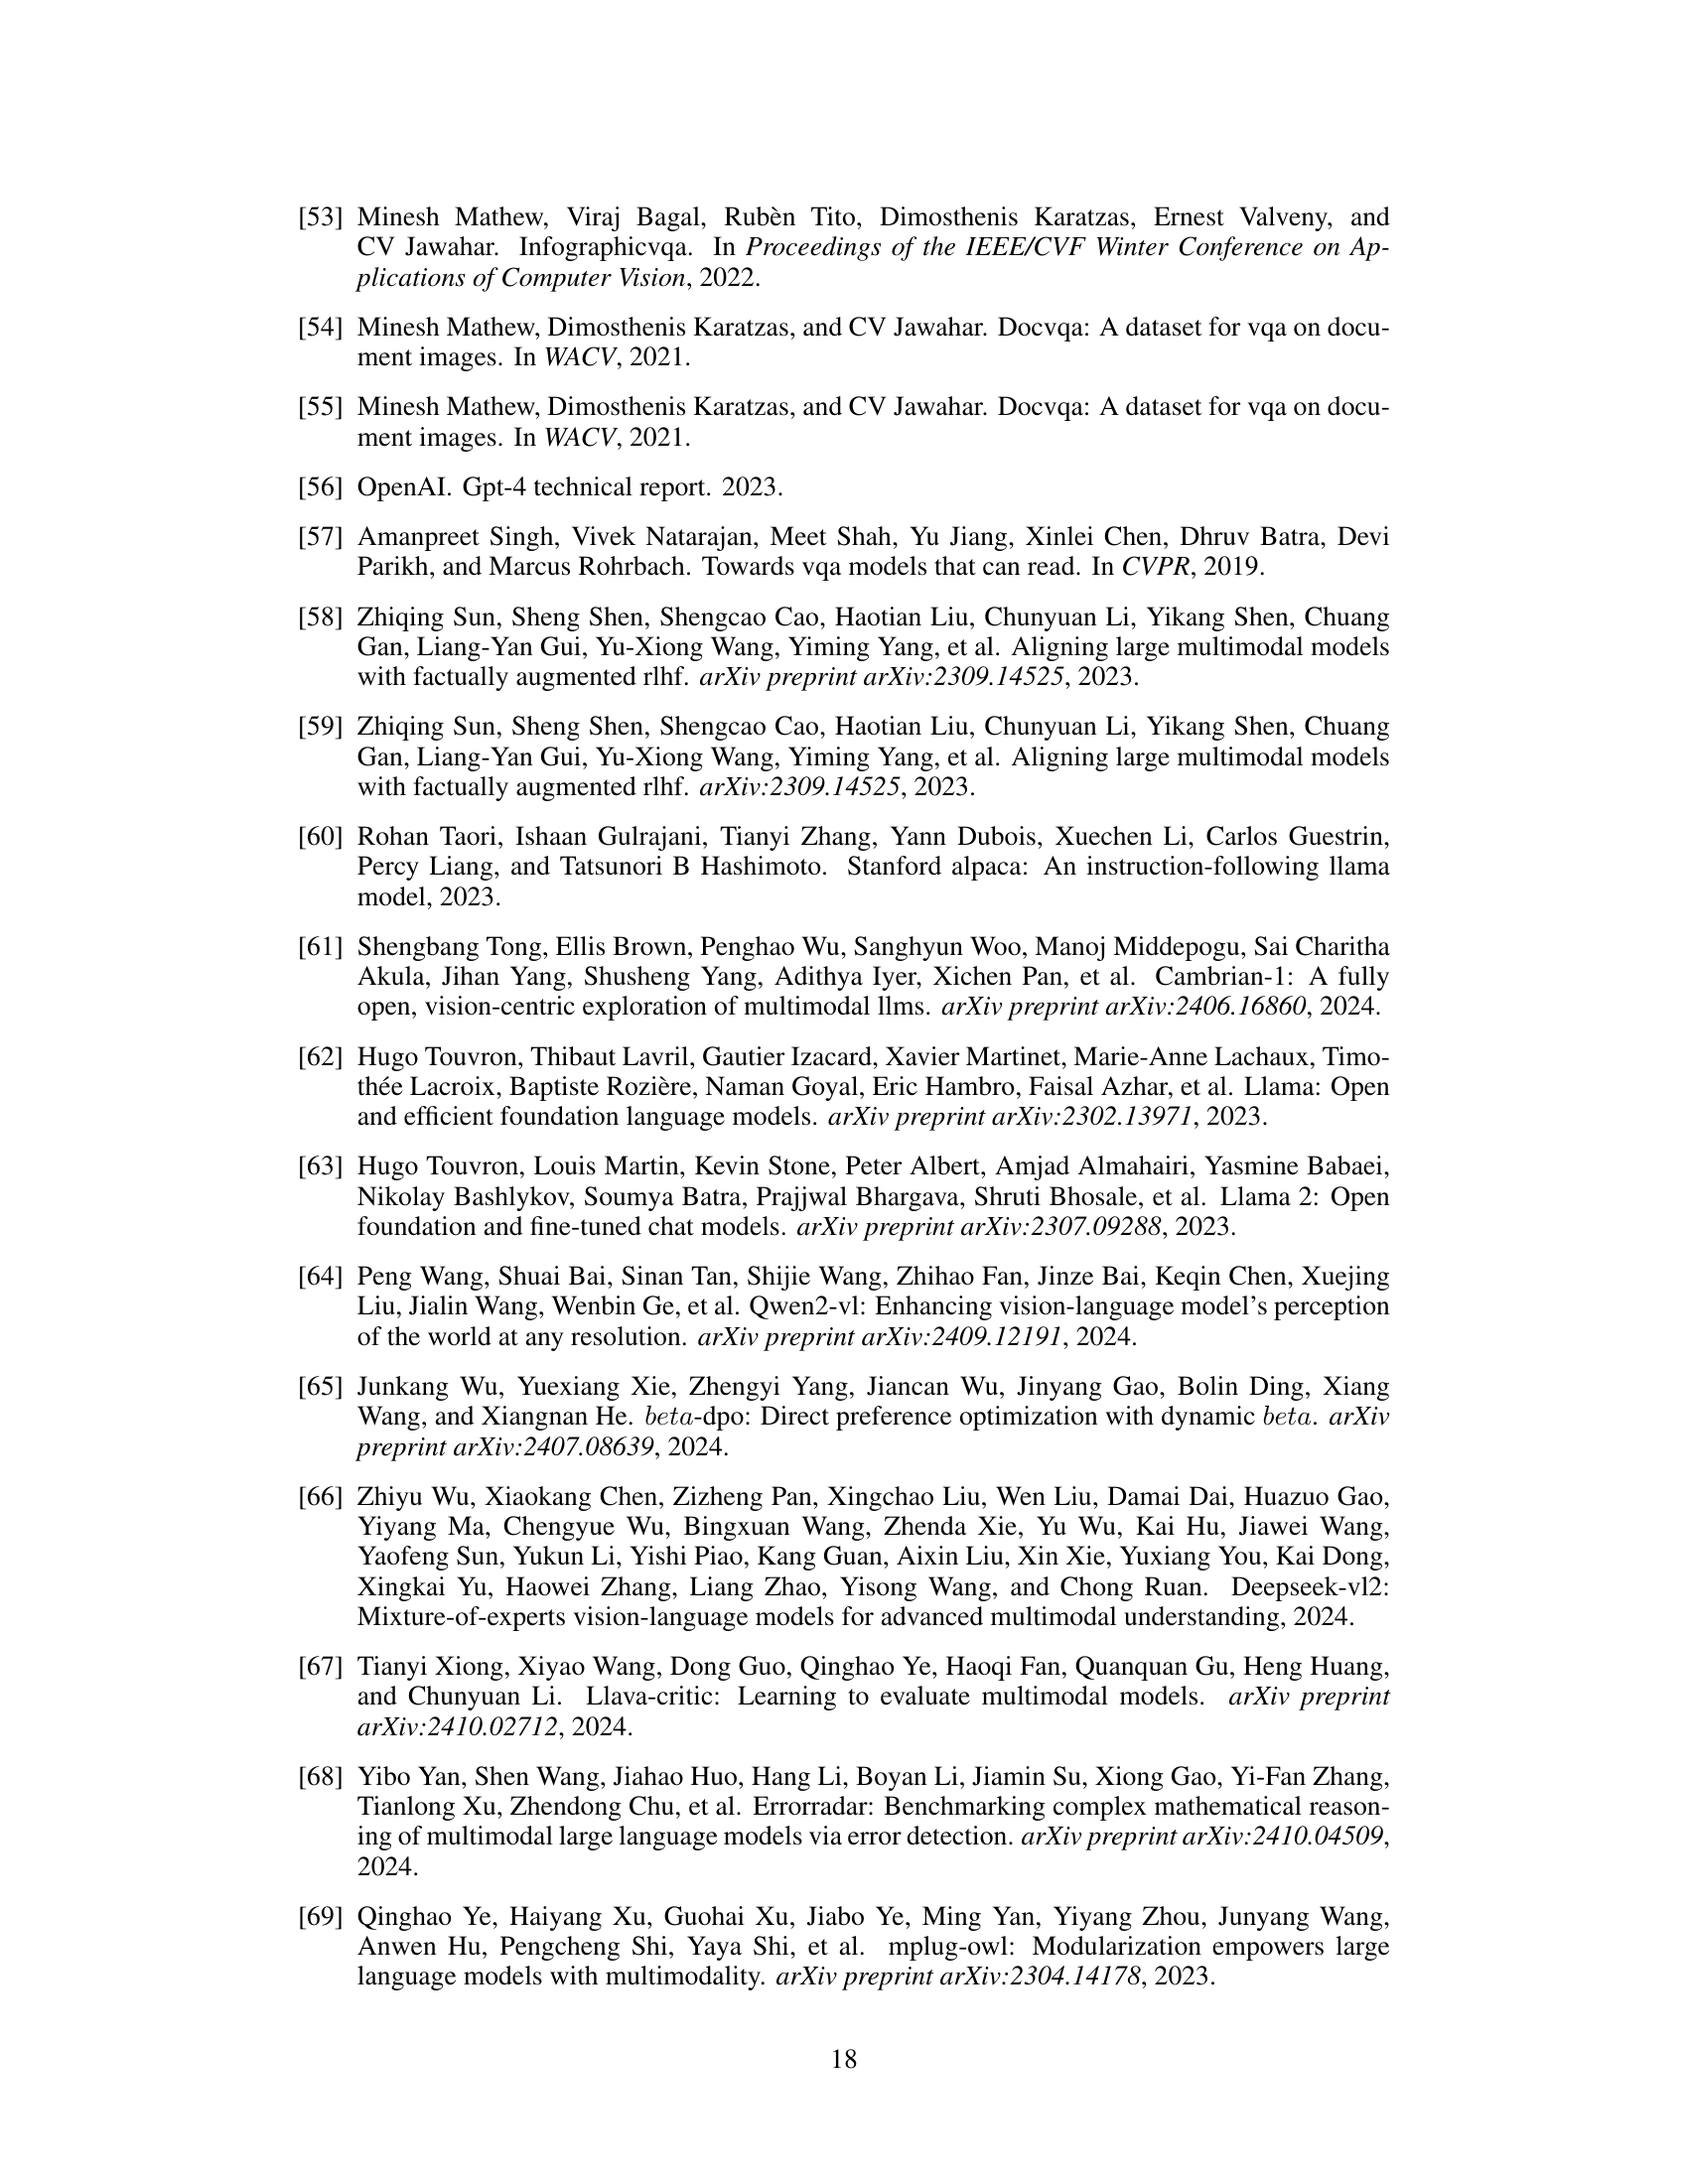 [53] Minesh Mathew, Viraj Bagal, Rubèn Tito, Dimosthenis Karatzas, Ernest Valveny, and
CV Jawahar. Infographicvqa. In Proceedings of the IEEE/CVF Winter Conference on Ap-
plications of Computer Vision, 2022.
[54] Minesh Mathew, Dimosthenis Karatzas, and CV Jawahar. Docvqa: A dataset for vqa on docu-
ment images. In WACV, 2021.
[55] Minesh Mathew, Dimosthenis Karatzas, and CV Jawahar. Docvqa: A dataset for vqa on docu-
ment images. In WACV, 2021.
[56] OpenAI. Gpt-4 technical report. 2023.
[57] Amanpreet Singh, Vivek Natarajan, Meet Shah, Yu Jiang, Xinlei Chen, Dhruv Batra, Devi
Parikh, and Marcus Rohrbach. Towards vqa models that can read. In CVPR, 2019.
[58] Zhiqing Sun, Sheng Shen, Shengcao Cao, Haotian Liu, Chunyuan Li, Yikang Shen, Chuang
Gan, Liang-Yan Gui, Yu-Xiong Wang, Yiming Yang, et al. Aligning large multimodal models
with factually augmented rlhf. arXiv preprint arXiv:2309.14525, 2023.
[59] Zhiqing Sun, Sheng Shen, Shengcao Cao, Haotian Liu, Chunyuan Li, Yikang Shen, Chuang
Gan, Liang-Yan Gui, Yu-Xiong Wang, Yiming Yang, et al. Aligning large multimodal models
with factually augmented rlhf. arXiv:2309.14525, 2023.
[60] Rohan Taori, Ishaan Gulrajani, Tianyi Zhang, Yann Dubois, Xuechen Li, Carlos Guestrin,
Percy Liang, and Tatsunori B Hashimoto. Stanford alpaca: An instruction-following llama
model, 2023.
[61] Shengbang Tong, Ellis Brown, Penghao Wu, Sanghyun Woo, Manoj Middepogu, Sai Charitha
Akula, Jihan Yang, Shusheng Yang, Adithya Iyer, Xichen Pan, et al. Cambrian-1: A fully
open, vision-centric exploration of multimodal llms. arXiv preprint arXiv:2406.16860, 2024.
[62] Hugo Touvron, Thibaut Lavril, Gautier Izacard, Xavier Martinet, Marie-Anne Lachaux, Timo-
thée Lacroix, Baptiste Rozière, Naman Goyal, Eric Hambro, Faisal Azhar, et al. Llama: Open
and efficient foundation language models. arXiv preprint arXiv:2302.13971, 2023.
[63] Hugo Touvron, Louis Martin, Kevin Stone, Peter Albert, Amjad Almahairi, Yasmine Babaei,
Nikolay Bashlykov, Soumya Batra, Prajjwal Bhargava, Shruti Bhosale, et al. Llama 2: Open
foundation and fine-tuned chat models. arXiv preprint arXiv:2307.09288, 2023.
[64] Peng Wang, Shuai Bai, Sinan Tan, Shijie Wang, Zhihao Fan, Jinze Bai, Keqin Chen, Xuejing
Liu, Jialin Wang, Wenbin Ge, et al. Qwen2-vl: Enhancing vision-language model's perception
of the world at any resolution. arXiv preprint arXiv:2409.12191, 2024.
[65] Junkang Wu, Yuexiang Xie, Zhengyi Yang, Jiancan Wu, Jinyang Gao, Bolin Ding, Xiang
Wang, and Xiangnan He. beta-dpo: Direct preference optimization with dynamic beta. arXiv
preprint arXiv:2407.08639, 2024.
[66] Zhiyu Wu, Xiaokang Chen, Zizheng Pan, Xingchao Liu, Wen Liu, Damai Dai, Huazuo Gao,
Yiyang Ma, Chengyue Wu, Bingxuan Wang, Zhenda Xie, Yu Wu, Kai Hu, Jiawei Wang,
Yaofeng Sun, Yukun Li, Yishi Piao, Kang Guan, Aixin Liu, Xin Xie, Yuxiang You, Kai Dong,
Xingkai Yu, Haowei Zhang, Liang Zhao, Yisong Wang, and Chong Ruan. Deepseek-vl2:
Mixture-of-experts vision-language models for advanced multimodal understanding, 2024.
[67] Tianyi Xiong, Xiyao Wang, Dong Guo, Qinghao Ye, Haoqi Fan, Quanquan Gu, Heng Huang,
and Chunyuan Li. Llava-critic: Learning to evaluate multimodal models. arXiv preprint
arXiv:2410.02712, 2024.
[68] Yibo Yan, Shen Wang, Jiahao Huo, Hang Li, Boyan Li, Jiamin Su, Xiong Gao, Yi-Fan Zhang,
Tianlong Xu, Zhendong Chu, et al. Errorradar: Benchmarking complex mathematical reason-
ing of multimodal large language models via error detection. arXiv preprint arXiv:2410.04509,
2024.
[69] Qinghao Ye, Haiyang Xu, Guohai Xu, Jiabo Ye, Ming Yan, Yiyang Zhou, Junyang Wang,
Anwen Hu, Pengcheng Shi, Yaya Shi, et al. mplug-owl: Modularization empowers large
language models with multimodality. arXiv preprint arXiv:2304.14178, 2023.
18